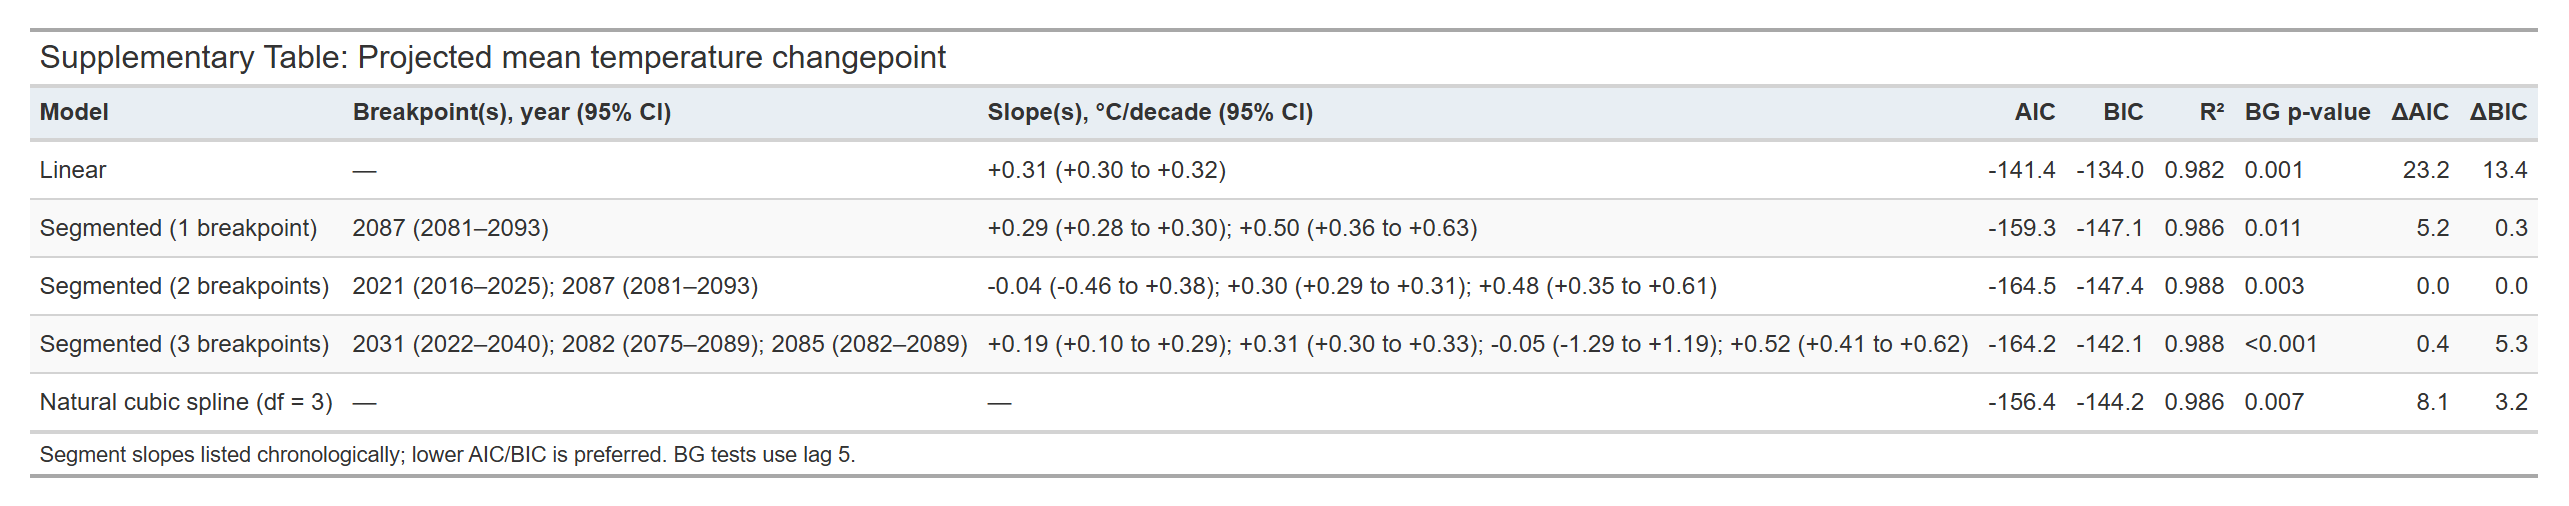 Supplementary Table: Projected mean temperature changepoint
Model Breakpoint(s), year (95% CI) Slope(s), °C/decade (95% CI) AIC BIC R² BG p-value ΔAIC ΔBIC
Linear — +0.31 (+0.30 to +0.32) -141.4 -134.0 0.982 0.001 23.2 13.4
Segmented (1 breakpoint) 2087 (2081–2093) +0.29 (+0.28 to +0.30); +0.50 (+0.36 to +0.63) -159.3 -147.1 0.986 0.011 5.2 0.3
Segmented (2 breakpoints) 2021 (2016–2025); 2087 (2081–2093) -0.04 (-0.46 to +0.38); +0.30 (+0.29 to +0.31); +0.48 (+0.35 to +0.61) -164.5 -147.4 0.988 0.003 0.0 0.0
Segmented (3 breakpoints) 2031 (2022–2040); 2082 (2075–2089); 2085 (2082–2089) +0.19 (+0.10 to +0.29); +0.31 (+0.30 to +0.33); -0.05 (-1.29 to +1.19); +0.52 (+0.41 to +0.62) -164.2 -142.1 0.988 <0.001 0.4 5.3
Natural cubic spline (df = 3) — — -156.4 -144.2 0.986 0.007 8.1 3.2
Segment slopes listed chronologically; lower AIC/BIC is preferred. BG tests use lag 5.